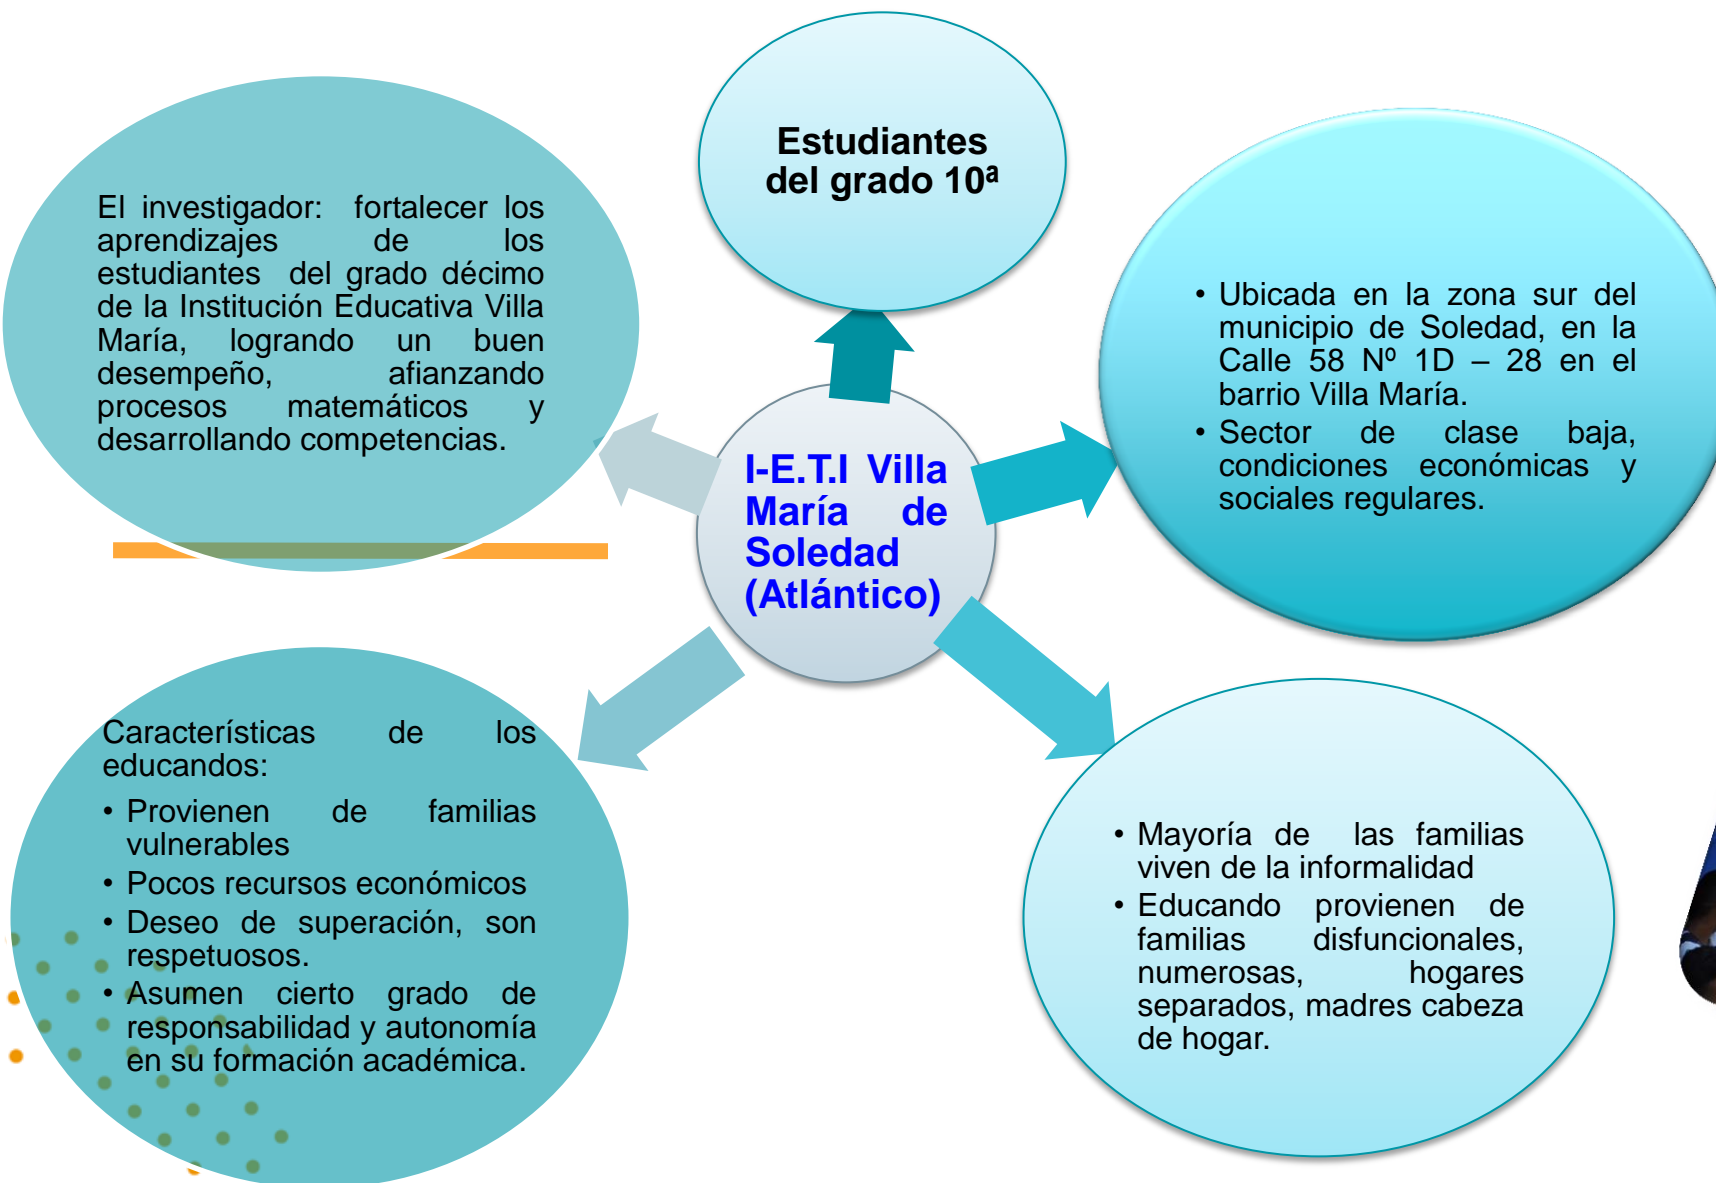 Estudiantes
del grado 10ª
El investigador: fortalecer los
aprendizajes de los
estudiantes del grado décimo
de la Institución Educativa Villa
María, logrando un buen
desempeño, afianzando
procesos matemáticos y
desarrollando competencias.
• Ubicada en la zona sur del
municipio de Soledad, en la
Calle 58 Nº 1D – 28 en el
barrio Villa María.
• Sector de clase baja,
condiciones económicas y
sociales regulares.
I-E.T.I Villa
María de
Soledad
(Atlántico)
Características de los
educandos:
• Provienen de familias
vulnerables
• Pocos recursos económicos
• Deseo de superación, son
respetuosos.
• Asumen cierto grado de
responsabilidad y autonomía
en su formación académica.
• Mayoría de las familias
viven de la informalidad
• Educando provienen de
familias disfuncionales,
numerosas, hogares
separados, madres cabeza
de hogar.